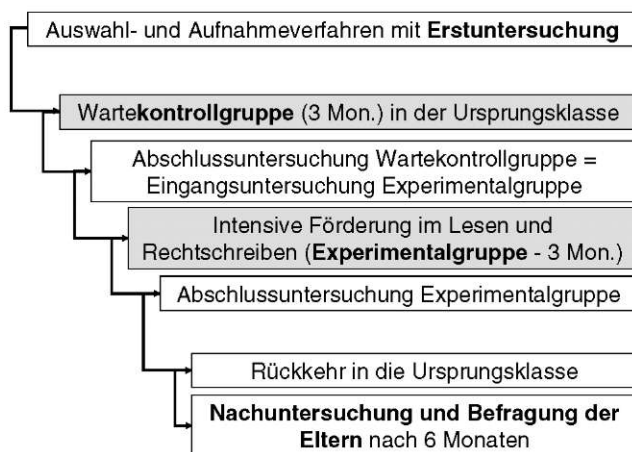 Auswahl- und Aufnahmeverfahren mit Erstuntersuchung
Wartekontrollgruppe (3 Mon.) in der Ursprungsklasse
Abschlussuntersuchung Wartekontrollgruppe =
Eingangsuntersuchung Experimentalgruppe
Intensive Förderung im Lesen und
Rechtschreiben (Experimentalgruppe - 3 Mon.)
Abschlussuntersuchung Experimentalgruppe
Rückkehr in die Ursprungsklasse
Nachuntersuchung und Befragung der
Eltern nach 6 Monaten